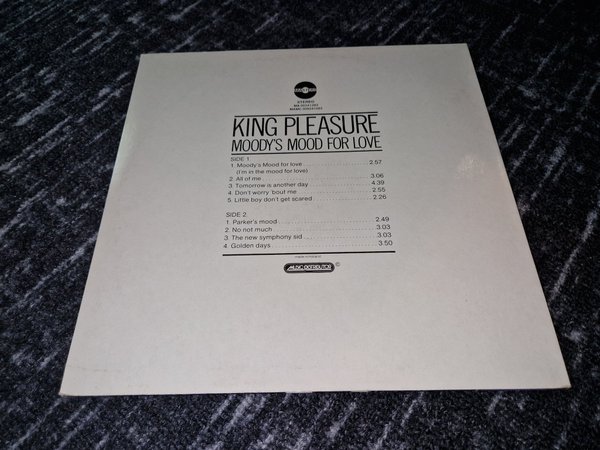 STEREO
KING PLEASURE
MOODY'S MOOD FOR LOVE
SIDE 1
1. Moody's Mood for love 2.57
(I'm in the mood for love)
2. All of me 3.06
3. Tomorrow is another day 4.39
4. Don't worry 'bout me 2.55
5. Little boy don't get scared 2.26
SIDE 2
1. Parker's mood 2.49
2. No not much 3.03
3. The new symphony sid 3.03
4. Golden days 3.50
MUSIC DISTRIBUTOR ©